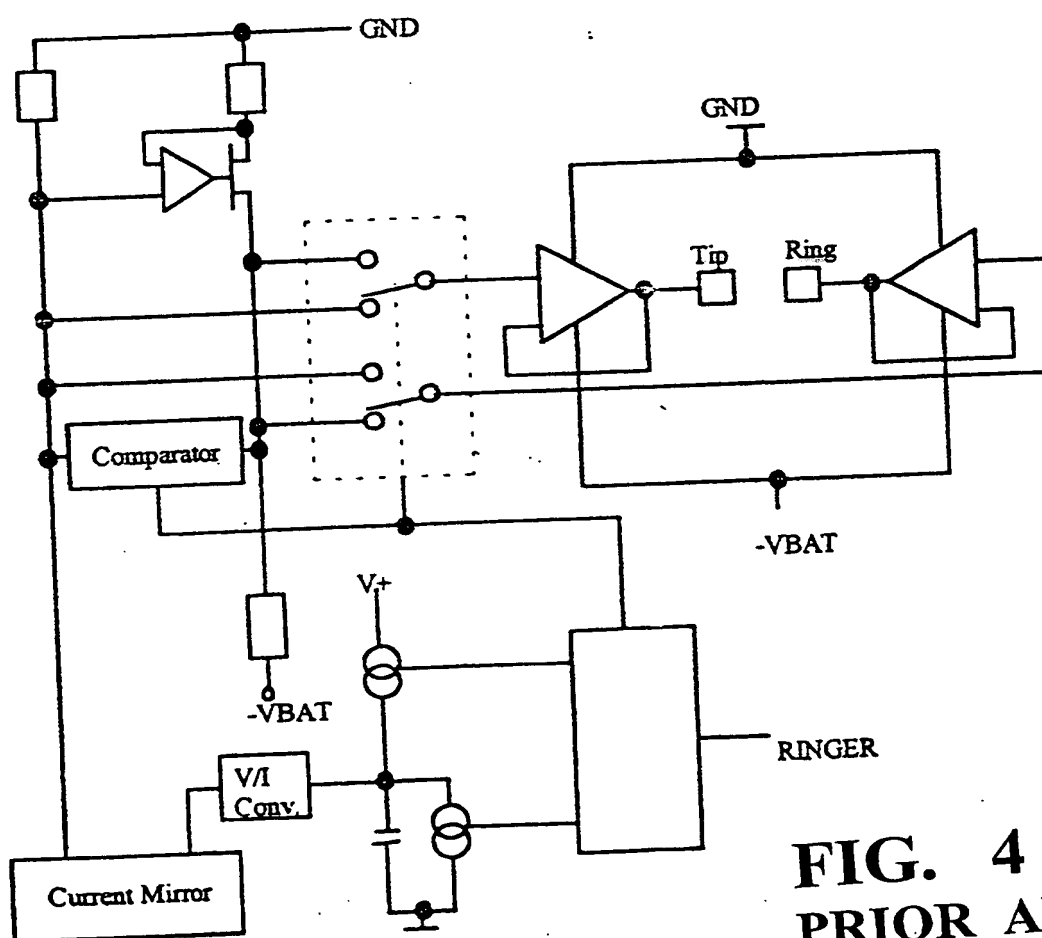 GND
GND
Tip
Ring
Comparator
-VBAT
V+
-VBAT
V/I
Conv.
RINGER
Current Mirror
FIG. 4
PRIOR